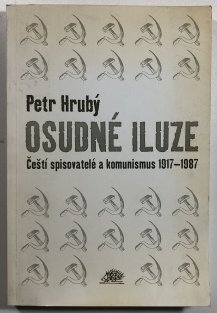 Petr Hrubý
OSUDNÉ ILUZE
Čeští spisovatelé a komunismus 1917–1987